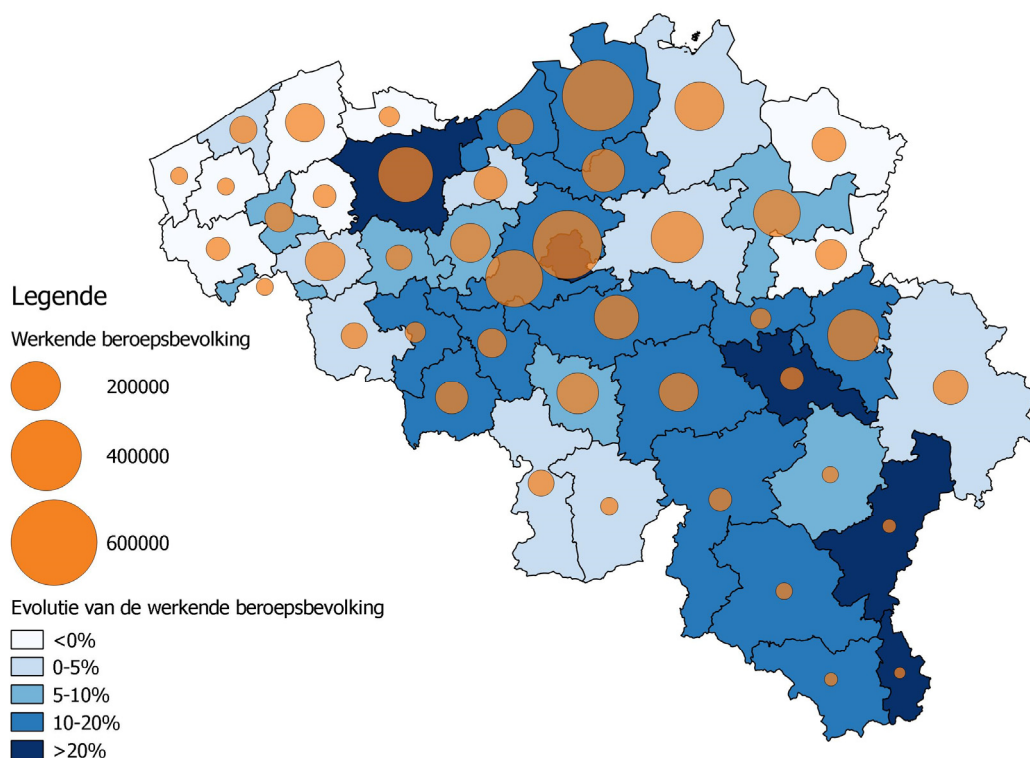 Legende
Werkende beroepsbevolking
200000
400000
600000
Evolutie van de werkende beroepsbevolking
<0%
0-5%
5-10%
10-20%
>20%